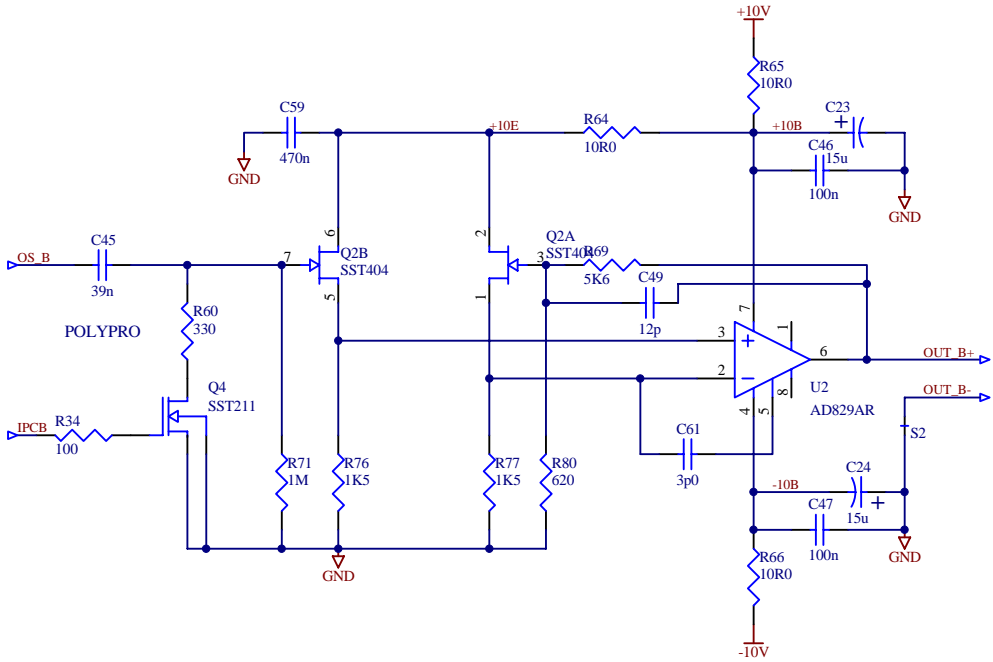 +10V
R65
10R0
C59
470n
GND
+10E
R64
10R0
+10B
C23
+
15u
C46
100n
GND
6
2
Q2B
SST404
7
5
Q2A
SST404
3
1
R69
5K6
C49
12p
OS_B
C45
39n
POLYPRO
R60
330
Q4
SST211
IPCB
R34
100
3
2
7
1
6
8
4
5
U2
AD829AR
OUT_B+
OUT_B-
S2
R71
1M
R76
1K5
R77
1K5
R80
620
C61
3p0
-10B
C24
+
15u
C47
100n
GND
GND
R66
10R0
-10V